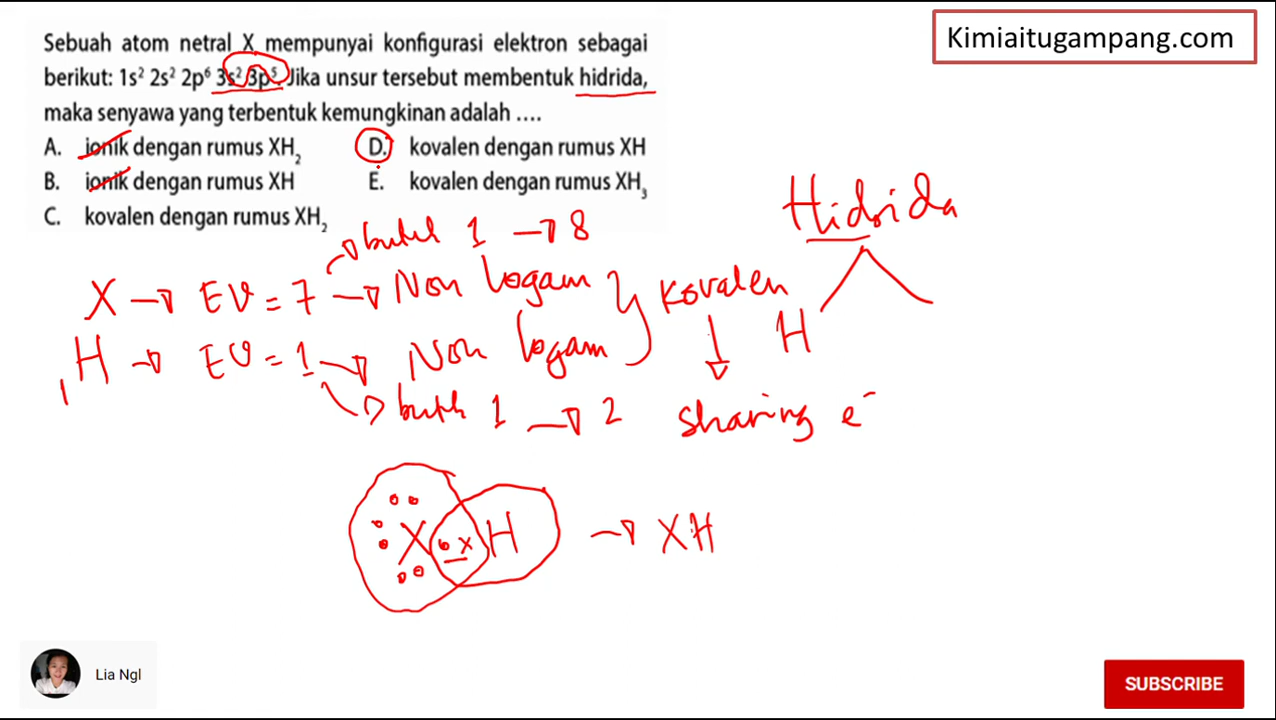 Kimiaitugampang.com
Sebuah atom netral X mempunyai konfigurasi elektron sebagai
berikut: 1s² 2s² 2p⁶ 3s² 3p⁵. Jika unsur tersebut membentuk hidrida,
maka senyawa yang terbentuk kemungkinan adalah ....
A. ionik dengan rumus XH₂
B. ionik dengan rumus XH
C. kovalen dengan rumus XH₂
D. kovalen dengan rumus XH
E. kovalen dengan rumus XH₃
Hidrida
H
butuh 1 → 8
X → EV = 7 → Non logam } kovalen
₁H → EV = 1 → Non logam
butuh 1 → 2 sharing e⁻
X H → XH
Lia Ngl
SUBSCRIBE